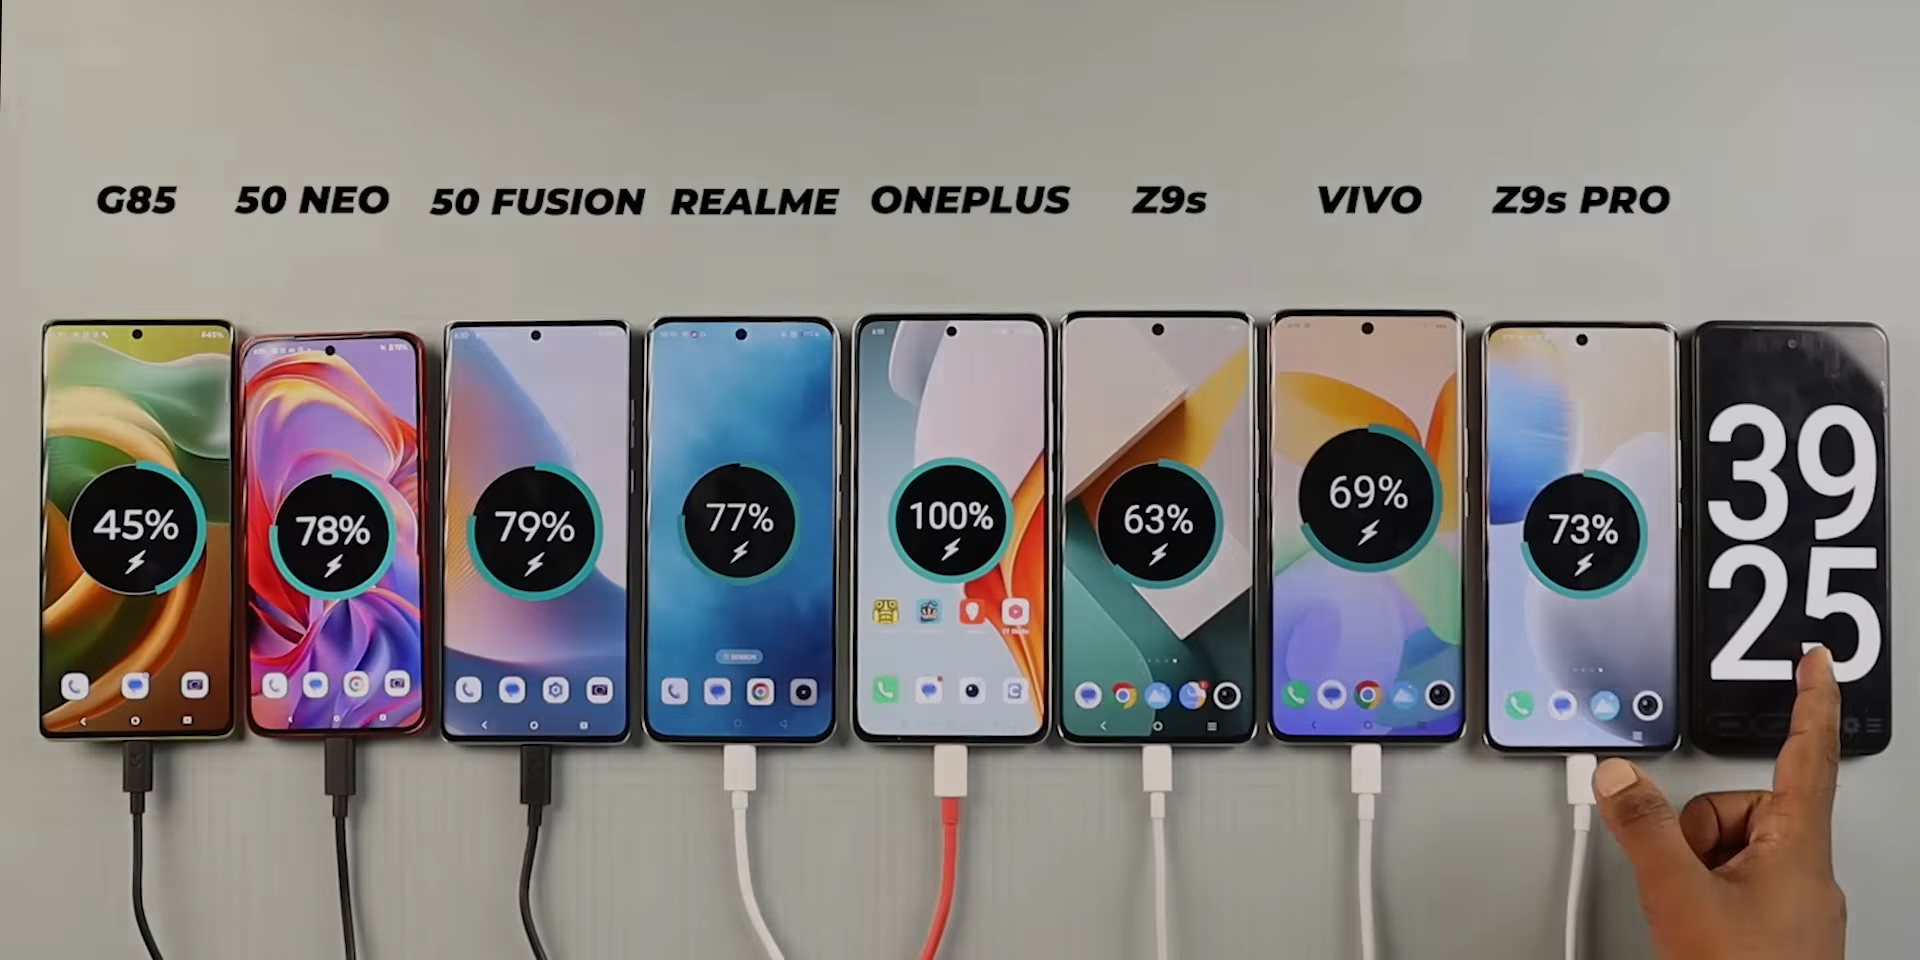 G85
50 NEO
50 FUSION
REALME
ONEPLUS
Z9s
VIVO
Z9s PRO
45%
78%
79%
77%
100%
63%
69%
73%
39
25